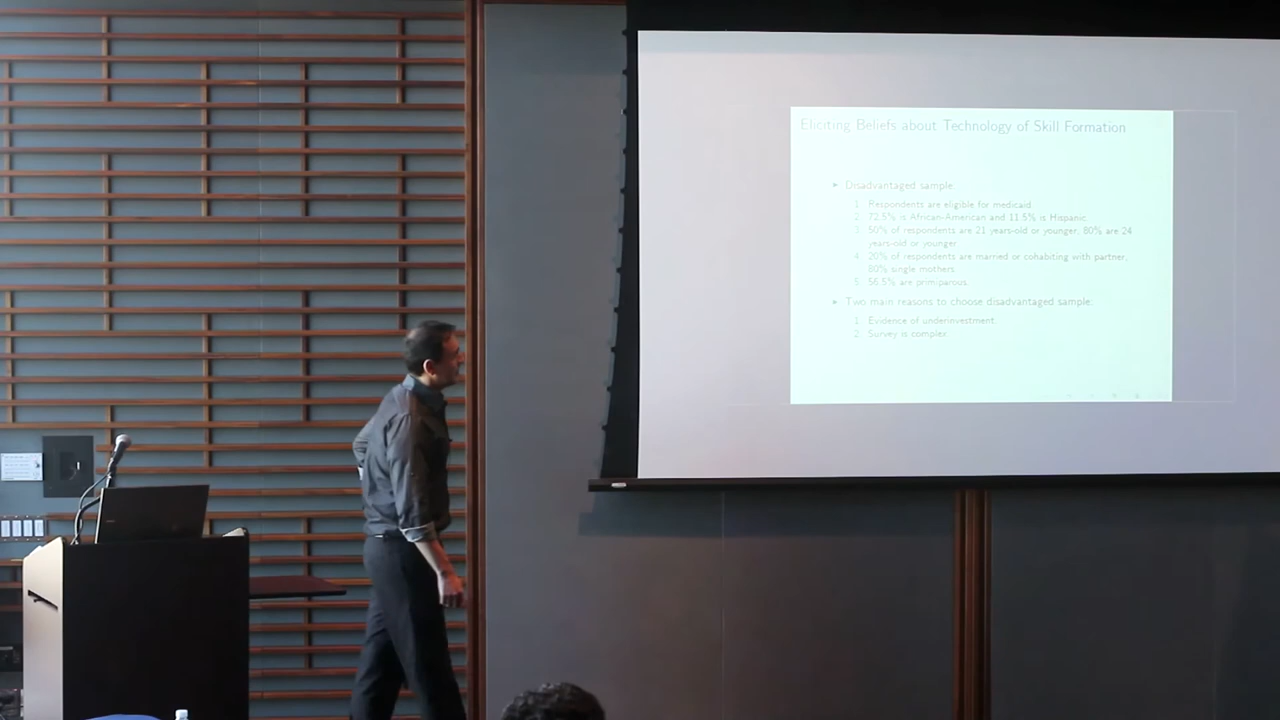 Eliciting Beliefs about Technology of Skill Formation
► Disadvantaged sample:
1. Respondents are eligible for medicaid.
2. 72.5% is African-American and 11.5% is Hispanic.
3. 50% of respondents are 21 years-old or younger; 80% are 24
years-old or younger
4. 20% of respondents are married or cohabiting with partner,
80% single mothers
5. 56.5% are primiparous.
► Two main reasons to choose disadvantaged sample:
1. Evidence of underinvestment.
2. Survey is complex.